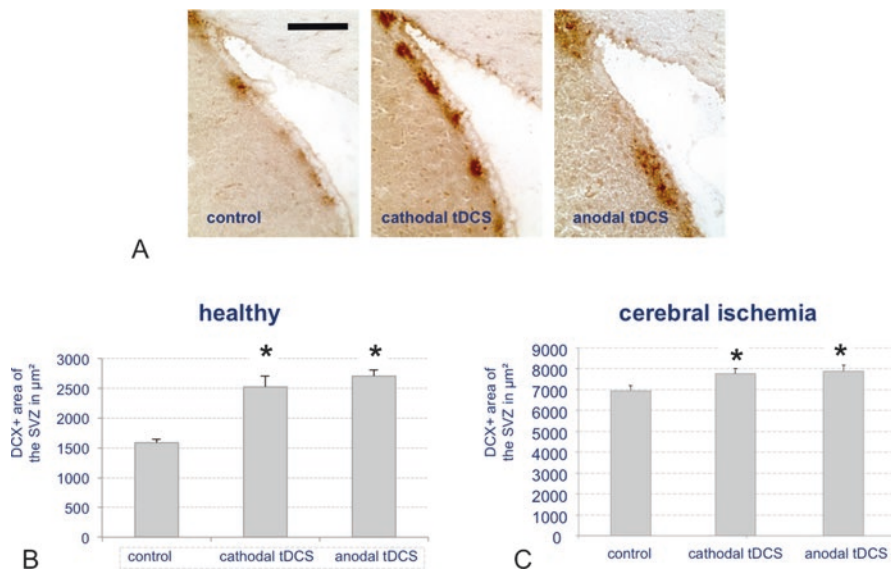 control
cathodal tDCS
anodal tDCS
A
healthy
DCX+ area of
the SVZ in µm²
3000
2500
2000
1500
1000
500
0
*
*
control
cathodal tDCS
anodal tDCS
B
cerebral ischemia
DCX+ area of
the SVZ in µm²
9000
8000
7000
6000
5000
4000
3000
2000
1000
0
*
*
control
cathodal tDCS
anodal tDCS
C